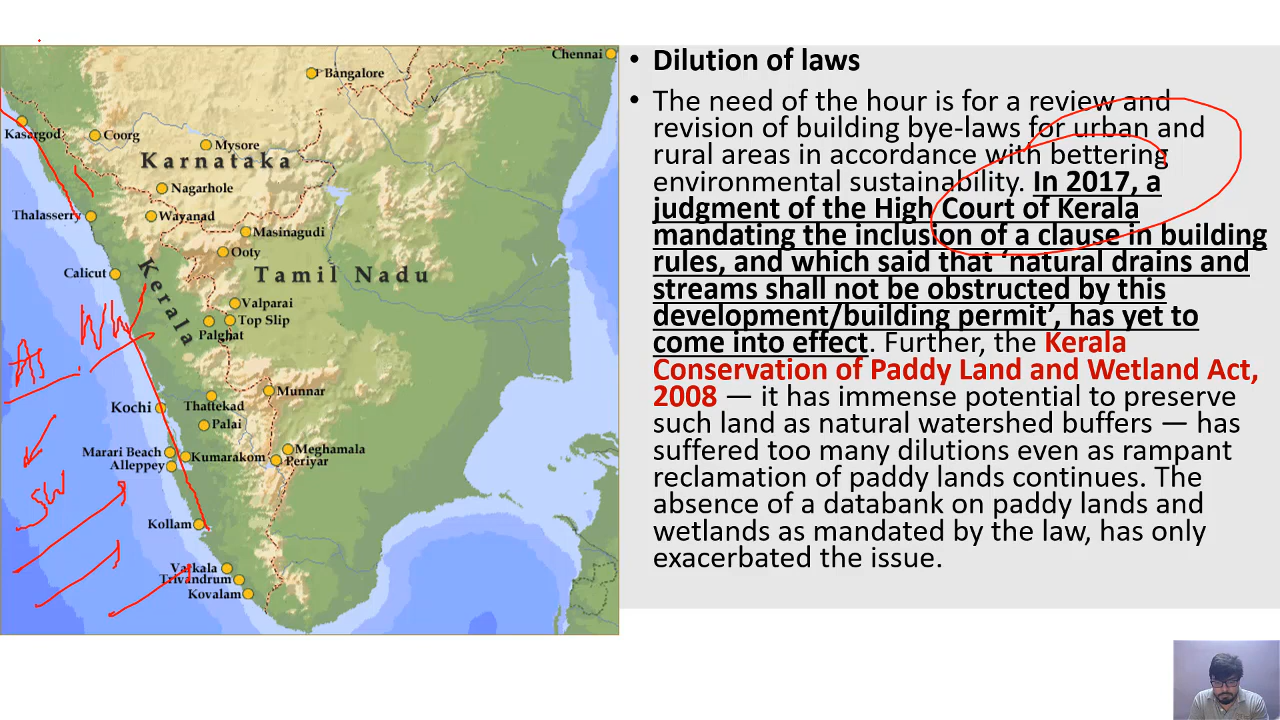 Chennai
Bangalore
Kasargod
Coorg
Mysore
Karnataka
Nagarhole
Thalasserry
Wayanad
Masinagudi
Ooty
Calicut
Tamil Nadu
Kerala
Valparai
Top Slip
Palghat
Munnar
Thattekad
Kochi
Palai
Marari Beach
Meghamala
Kumarakom
Periyar
Alleppey
Kollam
Varkala
Trivandrum
Kovalam
AS
WW
SW
• Dilution of laws
• The need of the hour is for a review and
revision of building bye-laws for urban and
rural areas in accordance with bettering
environmental sustainability. In 2017, a
judgment of the High Court of Kerala
mandating the inclusion of a clause in building
rules, and which said that ‘natural drains and
streams shall not be obstructed by this
development/building permit’, has yet to
come into effect. Further, the Kerala
Conservation of Paddy Land and Wetland Act,
2008 — it has immense potential to preserve
such land as natural watershed buffers — has
suffered too many dilutions even as rampant
reclamation of paddy lands continues. The
absence of a databank on paddy lands and
wetlands as mandated by the law, has only
exacerbated the issue.